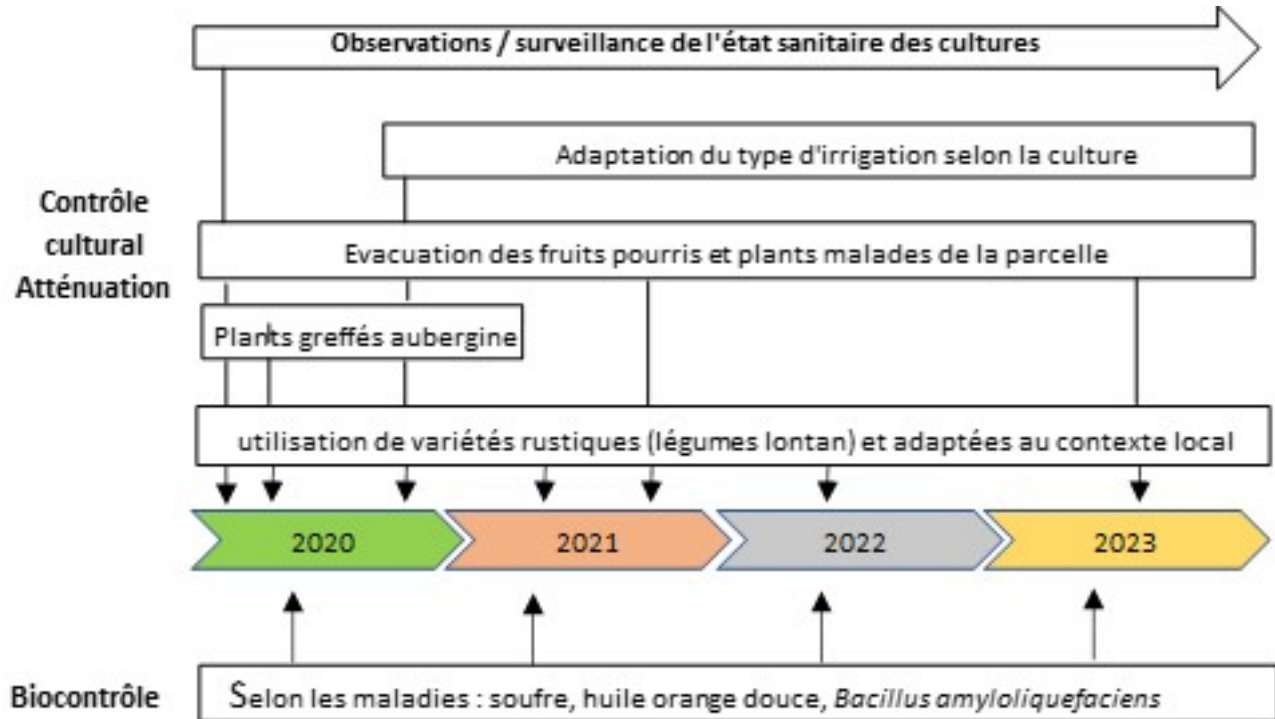 Observations / surveillance de l'état sanitaire des cultures
Adaptation du type d'irrigation selon la culture
Contrôle
cultural
Atténuation
Evacuation des fruits pourris et plants malades de la parcelle
Plants greffés aubergine
utilisation de variétés rustiques (légumes lontan) et adaptées au contexte local
2020
2021
2022
2023
Biocontrôle
Selon les maladies : soufre, huile orange douce, Bacillus amyloliquefaciens